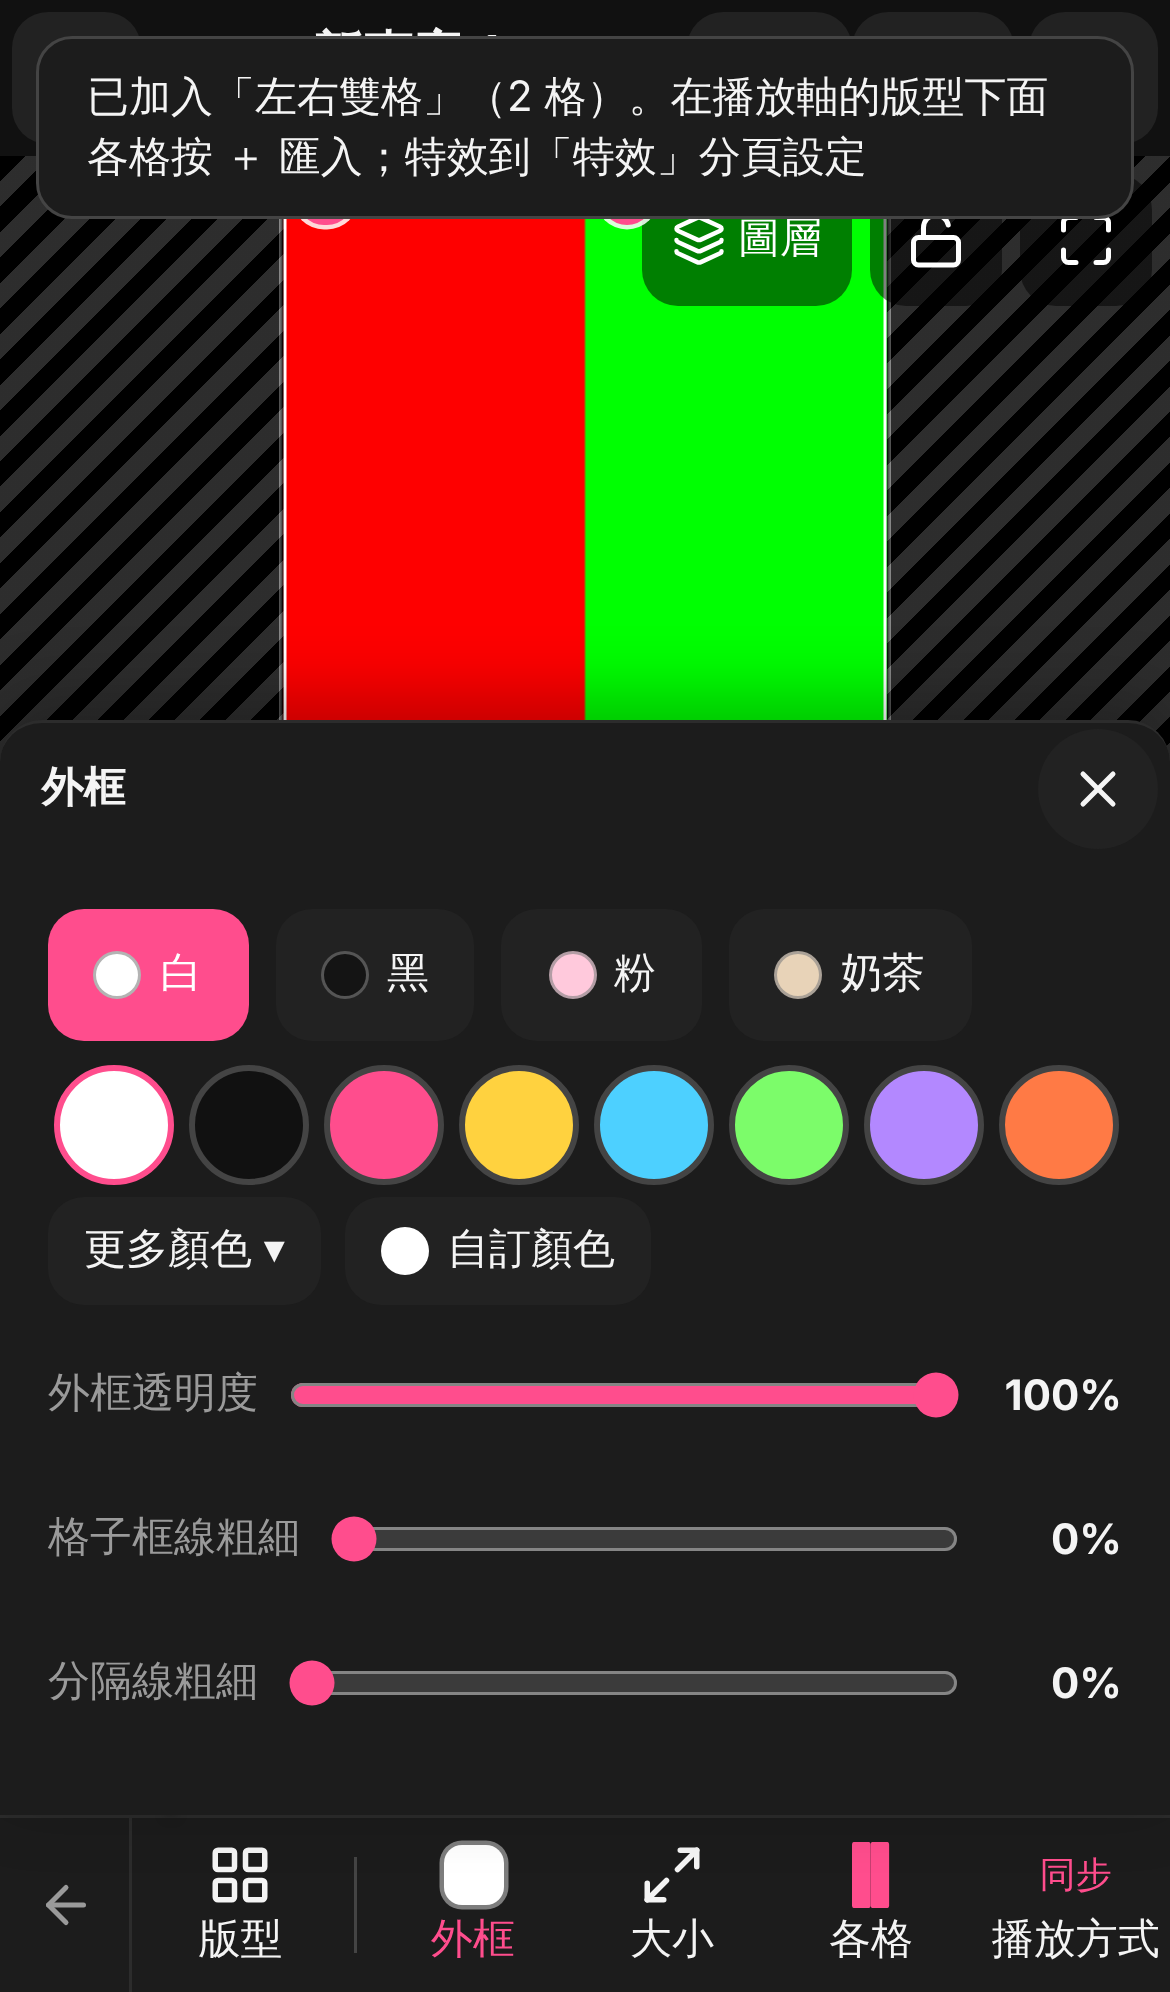 已加入「左右雙格」（2 格）。在播放軸的版型下面
各格按 ＋ 匯入；特效到「特效」分頁設定
圖層
外框
白
黑
粉
奶茶
更多顏色 ▾
自訂顏色
外框透明度
100%
格子框線粗細
0%
分隔線粗細
0%
同步
版型
外框
大小
各格
播放方式